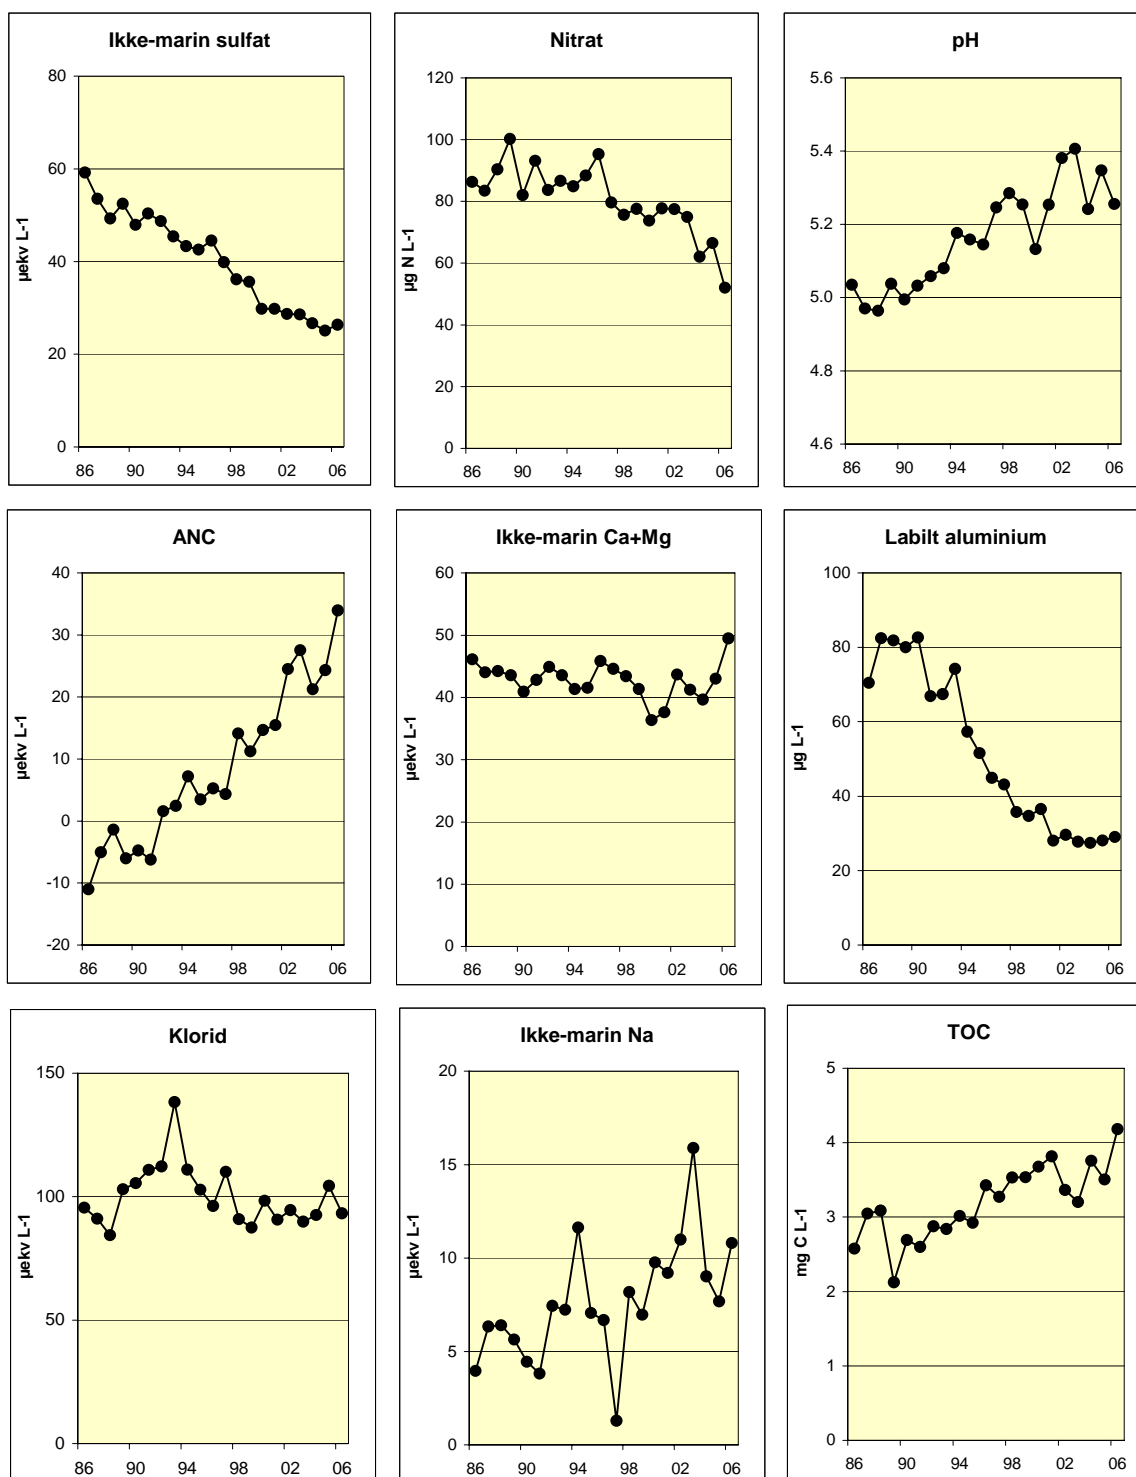 Ikke-marin sulfat
80
60
40
20
0
µekv L-1
86 90 94 98 02 06
Nitrat
120
100
80
60
40
20
0
µg N L-1
86 90 94 98 02 06
pH
5.6
5.4
5.2
5.0
4.8
4.6
86 90 94 98 02 06
ANC
40
30
20
10
0
-10
-20
µekv L-1
86 90 94 98 02 06
Ikke-marin Ca+Mg
60
50
40
30
20
10
0
µekv L-1
86 90 94 98 02 06
Labilt aluminium
100
80
60
40
20
0
µg L-1
86 90 94 98 02 06
Klorid
150
100
50
0
µekv L-1
86 90 94 98 02 06
Ikke-marin Na
20
15
10
5
0
µekv L-1
86 90 94 98 02 06
TOC
5
4
3
2
1
0
mg C L-1
86 90 94 98 02 06